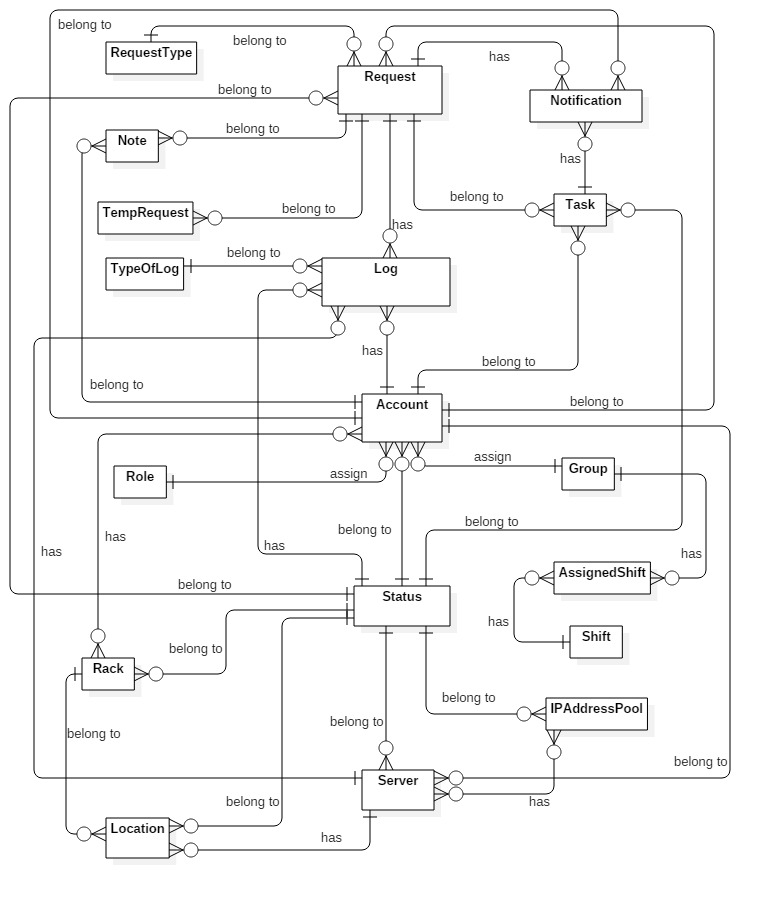 belong to
RequestType
belong to
has
Request
belong to
Notification
Note
belong to
has
TempRequest
belong to
belong to
Task
has
TypeOfLog
belong to
Log
has
belong to
belong to
Account
belong to
Role
assign
assign
Group
has
has
has
belong to
belong to
has
AssignedShift
belong to
Status
has
Shift
belong to
Rack
belong to
IPAddressPool
belong to
belong to
belong to
Server
belong to
has
Location
has